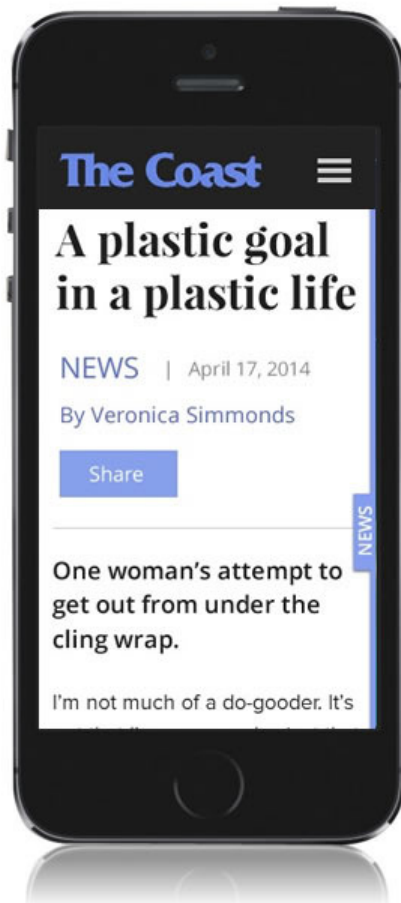 The Coast
A plastic goal
in a plastic life
NEWS | April 17, 2014
By Veronica Simmonds
Share
NEWS
One woman's attempt to
get out from under the
cling wrap.
I'm not much of a do-gooder. It's